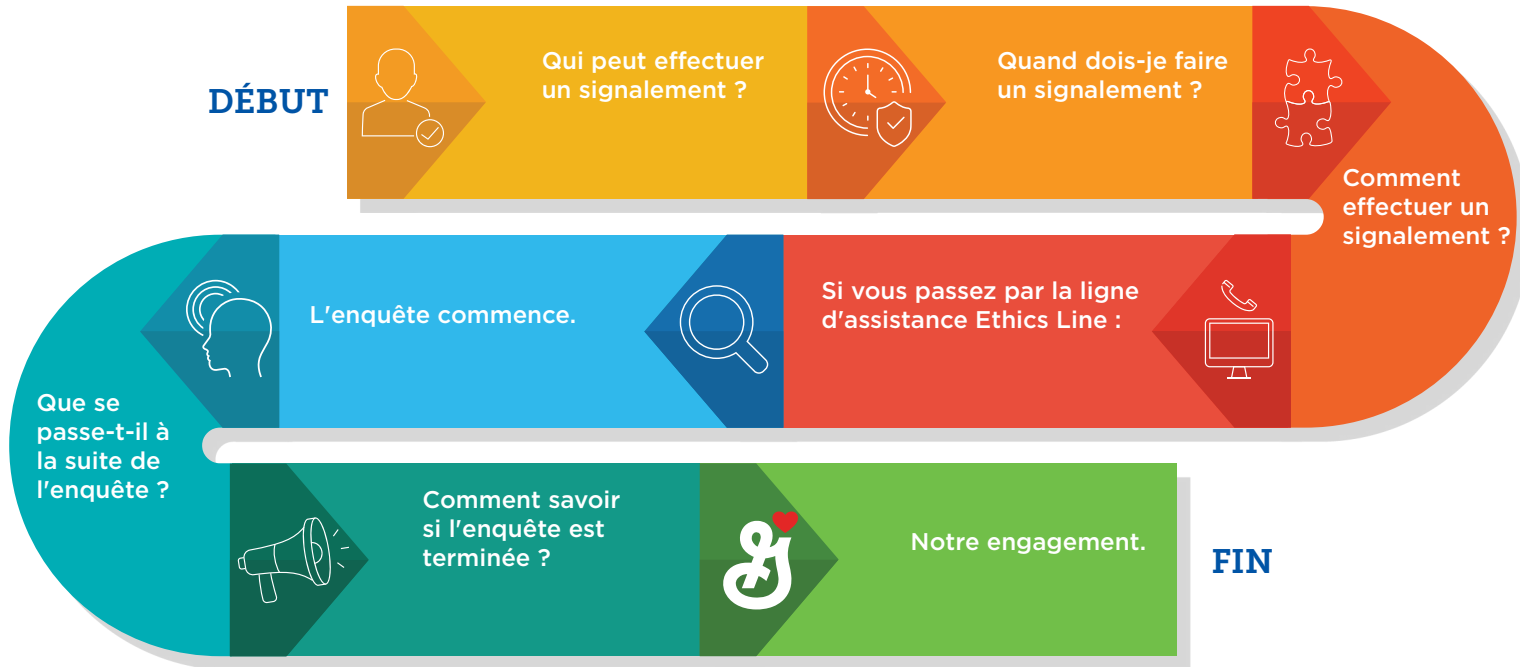 DÉBUT
Qui peut effectuer
un signalement ?
Quand dois-je faire
un signalement ?
Comment
effectuer un
signalement ?
Si vous passez par la ligne
d'assistance Ethics Line :
L'enquête commence.
Que se
passe-t-il à
la suite de
l'enquête ?
Comment savoir
si l'enquête est
terminée ?
Notre engagement.
FIN